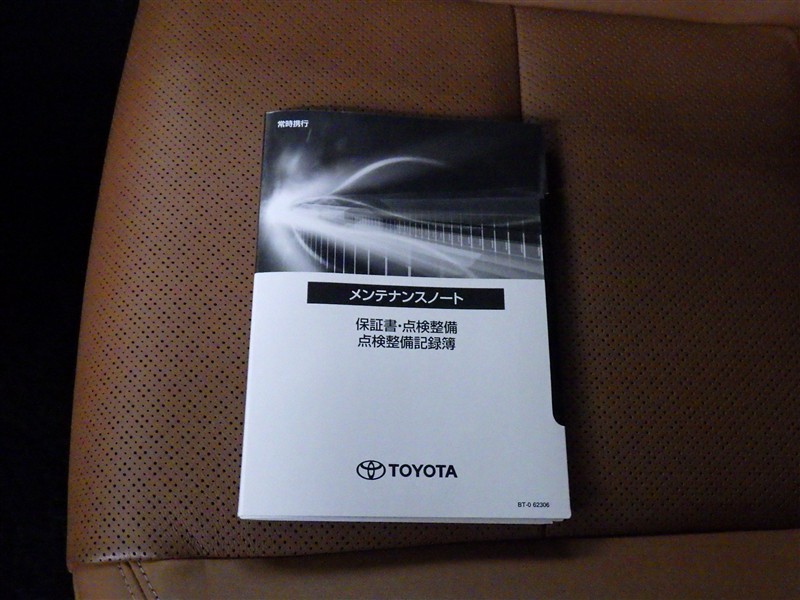 常時携行
メンテナンスノート
保証書・点検整備
点検整備記録簿
TOYOTA
BT-0 62306